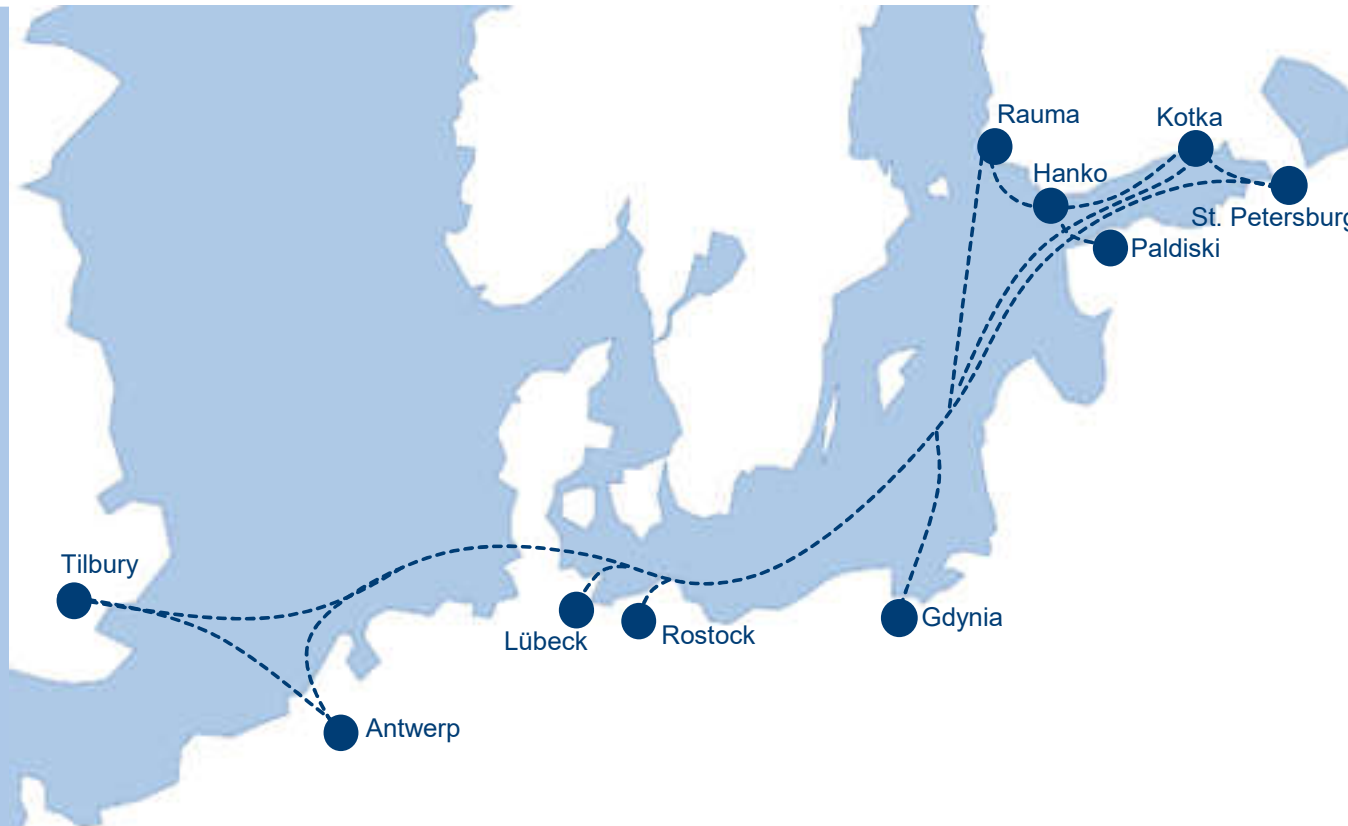 Rauma
Kotka
Hanko
St. Petersburg
Paldiski
Tilbury
Gdynia
Lübeck
Rostock
Antwerp